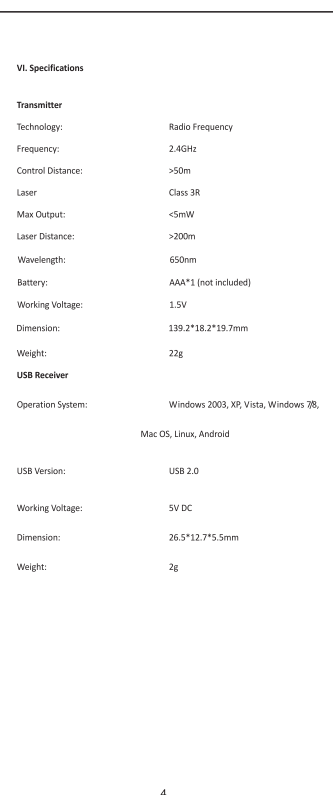 VI. Specifications
Transmitter
Technology: Radio Frequency
Frequency: 2.4GHz
Control Distance: >50m
Laser Class 3R
Max Output: <5mW
Laser Distance: >200m
Wavelength: 650nm
Battery: AAA*1 (not included)
Working Voltage: 1.5V
Dimension: 139.2*18.2*19.7mm
Weight: 22g
USB Receiver
Operation System: Windows 2003, XP, Vista, Windows 7/8,
Mac OS, Linux, Android
USB Version: USB 2.0
Working Voltage: 5V DC
Dimension: 26.5*12.7*5.5mm
Weight: 2g
4